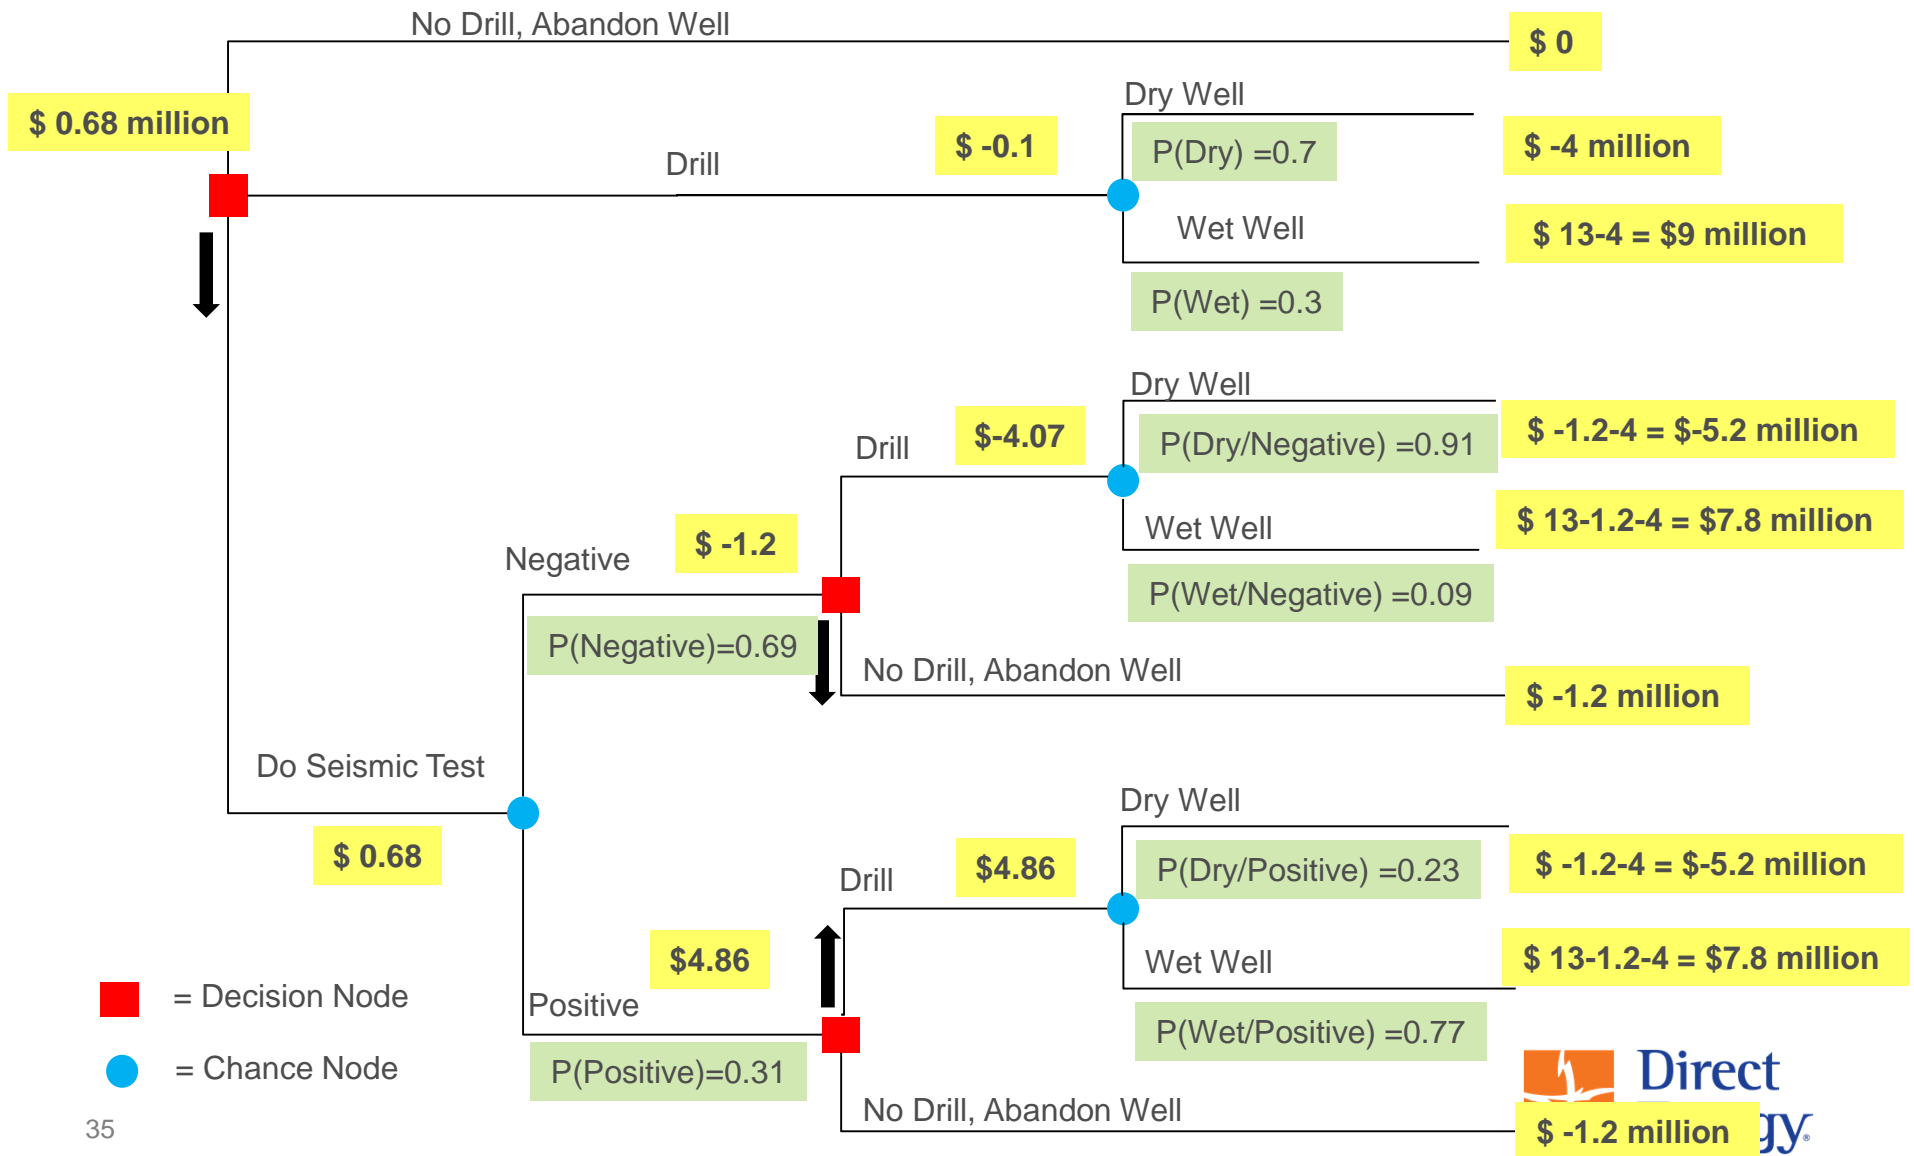 No Drill, Abandon Well
$ 0
$ 0.68 million
Dry Well
$ -0.1
P(Dry) =0.7
$ -4 million
Drill
Wet Well
$ 13-4 = $9 million
P(Wet) =0.3
Dry Well
Drill
$-4.07
P(Dry/Negative) =0.91
$ -1.2-4 = $-5.2 million
Wet Well
$ 13-1.2-4 = $7.8 million
Negative
$ -1.2
P(Wet/Negative) =0.09
P(Negative)=0.69
No Drill, Abandon Well
$ -1.2 million
Do Seismic Test
Dry Well
$ 0.68
Drill
$4.86
P(Dry/Positive) =0.23
$ -1.2-4 = $-5.2 million
$4.86
Wet Well
$ 13-1.2-4 = $7.8 million
= Decision Node
Positive
P(Wet/Positive) =0.77
= Chance Node
P(Positive)=0.31
Direct
No Drill, Abandon Well
$ -1.2 million
35